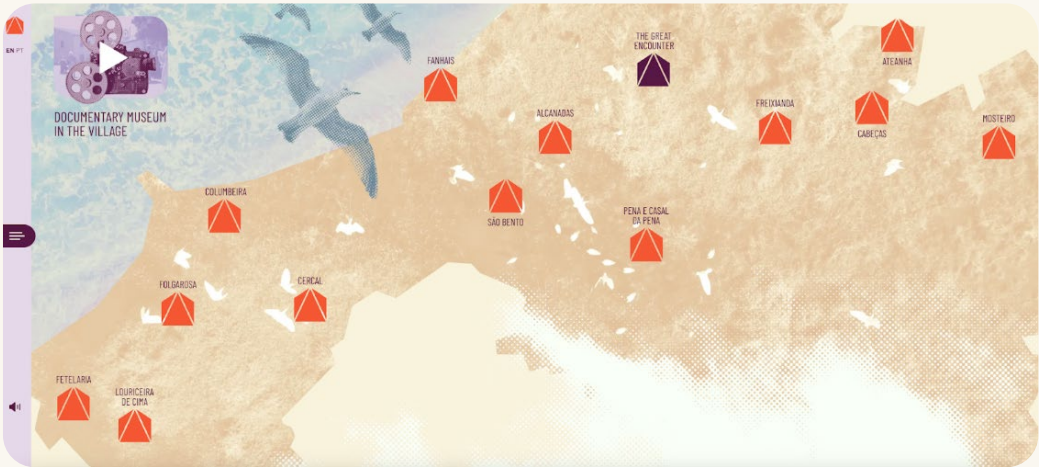 EN PT
DOCUMENTARY MUSEUM
IN THE VILLAGE
FANHAIS
THE GREAT
ENCOUNTER
ATEANHA
ALCANADAS
FREIXIANDA
CABEÇAS
MOSTEIRO
COLUMBEIRA
SÃO BENTO
PENA E CASAL
DA PENA
FOLGAROSA
CERCAL
FETELARIA
LOURICEIRA
DE CIMA